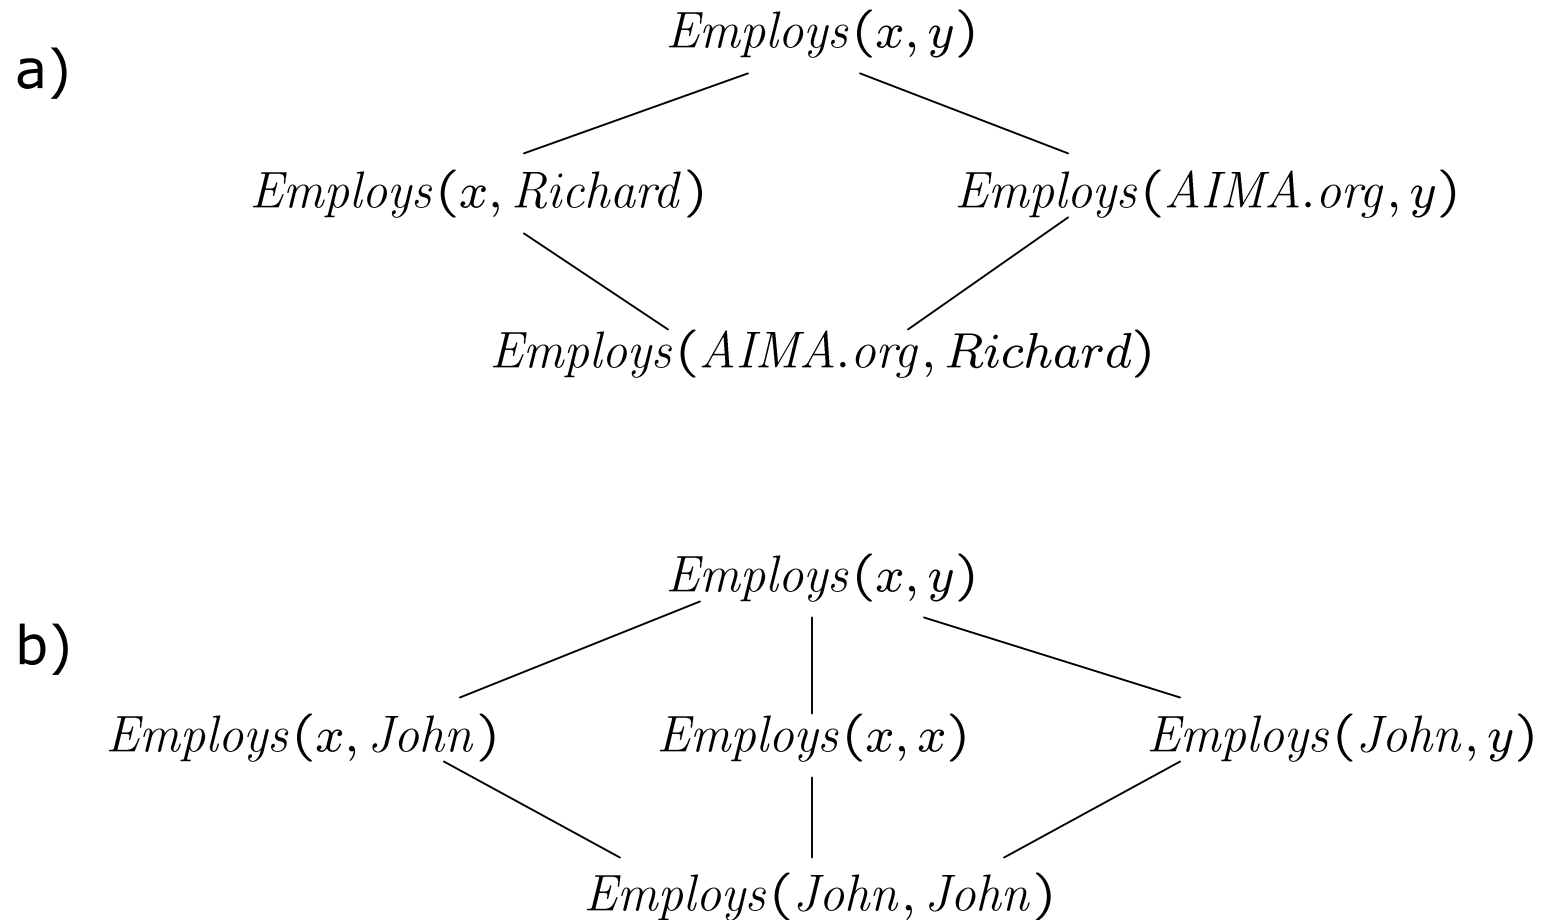 Employs(x, y)
a)
Employs(x, Richard) Employs(AIMA.org, y)
Employs(AIMA.org, Richard)
Employs(x, y)
b)
Employs(x, John) Employs(x, x) Employs(John, y)
Employs(John, John)